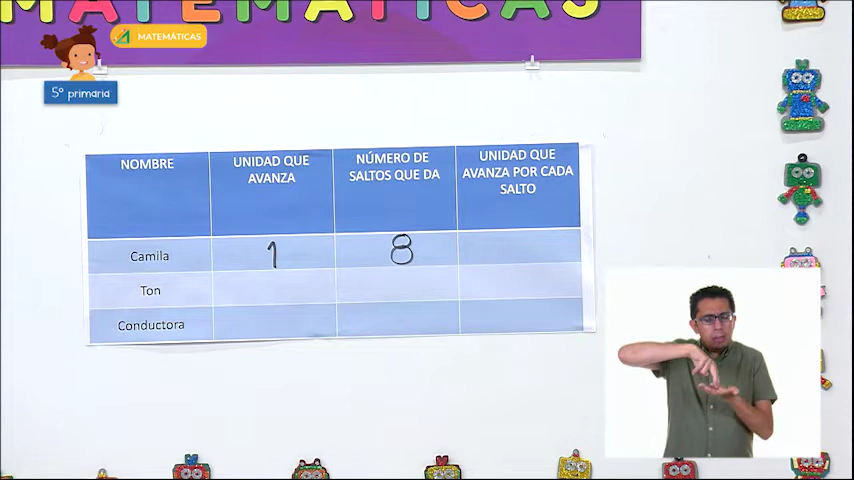 MATEMÁTICAS
MATEMÁTICAS
5º primaria
NOMBRE
UNIDAD QUE
AVANZA
NÚMERO DE
SALTOS QUE DA
UNIDAD QUE
AVANZA POR CADA
SALTO
Camila 1 8
Ton
Conductora